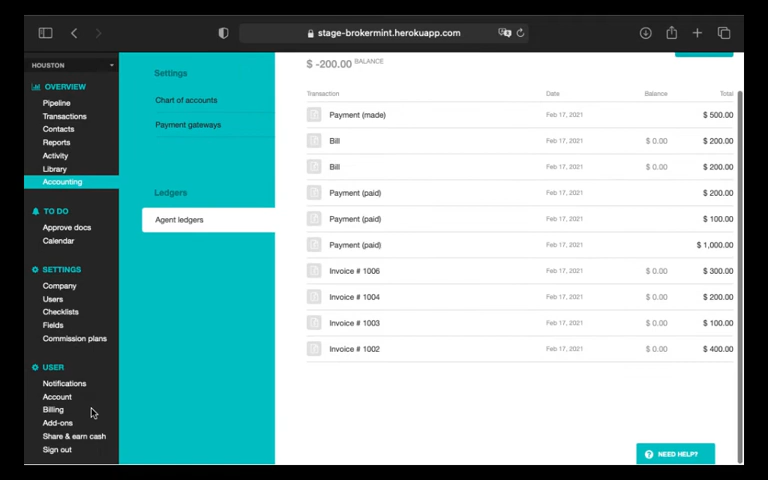 stage-brokermint.herokuapp.com
HOUSTON
OVERVIEW
Pipeline
Transactions
Contacts
Reports
Activity
Library
Accounting
TO DO
Approve docs
Calendar
SETTINGS
Company
Users
Checklists
Fields
Commission plans
USER
Notifications
Account
Billing
Add-ons
Share & earn cash
Sign out
Settings
Chart of accounts
Payment gateways
Ledgers
Agent ledgers
$ -200.00 BALANCE
Transaction Date Balance Total
Payment (made) Feb 17, 2021 $ 500.00
Bill Feb 17, 2021 $ 0.00 $ 200.00
Bill Feb 17, 2021 $ 0.00 $ 200.00
Payment (paid) Feb 17, 2021 $ 200.00
Payment (paid) Feb 17, 2021 $ 100.00
Payment (paid) Feb 17, 2021 $ 1,000.00
Invoice # 1006 Feb 17, 2021 $ 0.00 $ 300.00
Invoice # 1004 Feb 17, 2021 $ 0.00 $ 200.00
Invoice # 1003 Feb 17, 2021 $ 0.00 $ 100.00
Invoice # 1002 Feb 17, 2021 $ 0.00 $ 400.00
NEED HELP?